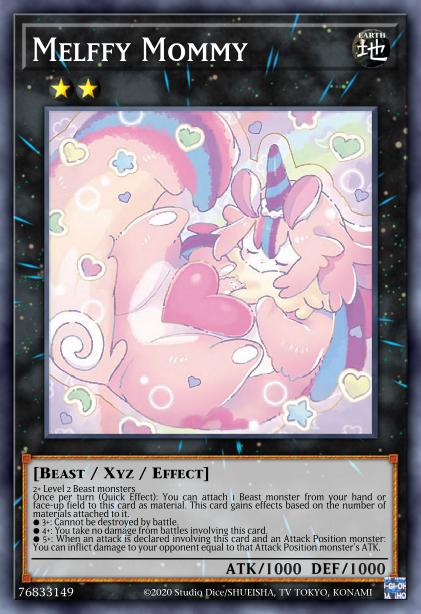 Melffy Mommy
EARTH
地
[Beast / Xyz / Effect]
2+ Level 2 Beast monsters
Once per turn (Quick Effect): You can attach 1 Beast monster from your hand or
face-up field to this card as material. This card gains effects based on the number of
materials attached to it.
● 3+: Cannot be destroyed by battle.
● 4+: You take no damage from battles involving this card.
● 5+: When an attack is declared involving this card and an Attack Position monster:
You can inflict damage to your opponent equal to that Attack Position monster's ATK.
ATK/1000 DEF/1000
76833149
©2020 Studio Dice/SHUEISHA, TV TOKYO, KONAMI